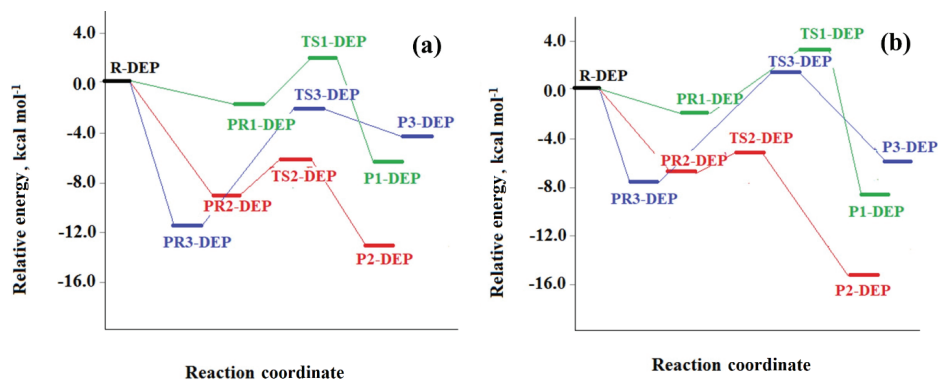 (a)
Relative energy, kcal mol⁻¹
4.0
0.0
-4.0
-8.0
-12.0
-16.0
R-DEP
TS1-DEP
PR1-DEP
TS3-DEP
P3-DEP
P1-DEP
TS2-DEP
PR2-DEP
PR3-DEP
P2-DEP
Reaction coordinate
(b)
Relative energy, kcal mol⁻¹
4.0
0.0
-4.0
-8.0
-12.0
-16.0
R-DEP
TS1-DEP
TS3-DEP
PR1-DEP
TS2-DEP
P3-DEP
PR2-DEP
PR3-DEP
P1-DEP
P2-DEP
Reaction coordinate